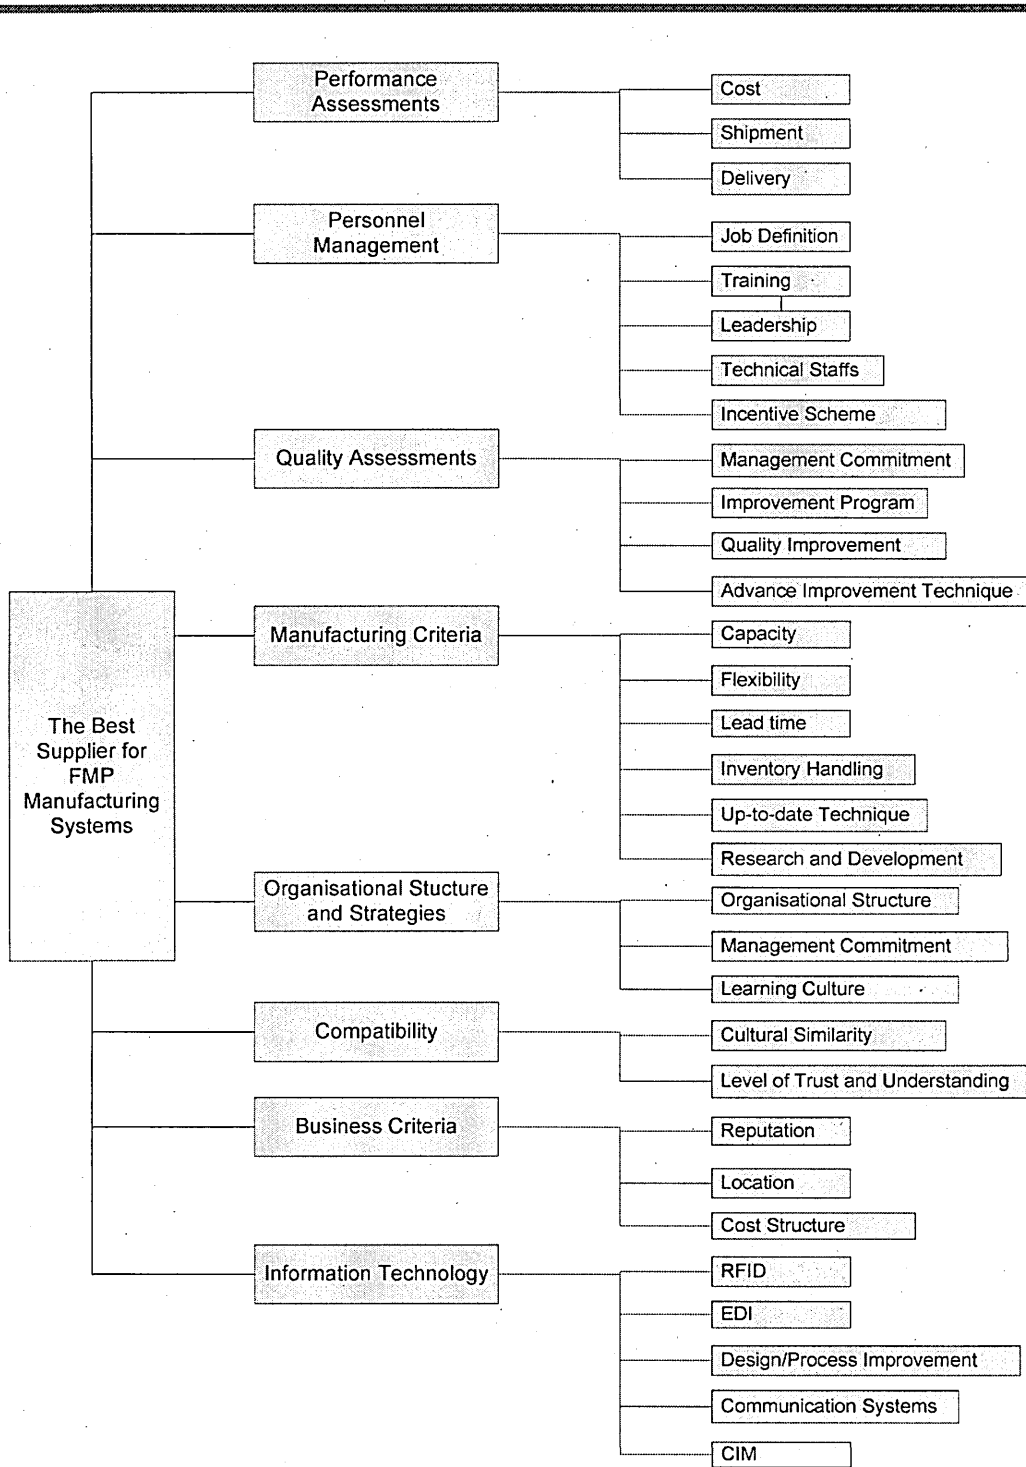 Performance
Assessments
Cost
Shipment
Delivery
Personnel
Management
Job Definition
Training
Leadership
Technical Staffs
Incentive Scheme
Quality Assessments
Management Commitment
Improvement Program
Quality Improvement
Advance Improvement Technique
The Best
Supplier for
FMP
Manufacturing
Systems
Manufacturing Criteria
Capacity
Flexibility
Lead time
Inventory Handling
Up-to-date Technique
Research and Development
Organisational Stucture
and Strategies
Organisational Structure
Management Commitment
Learning Culture
Compatibility
Cultural Similarity
Level of Trust and Understanding
Business Criteria
Reputation
Location
Cost Structure
Information Technology
RFID
EDI
Design/Process Improvement
Communication Systems
CIM